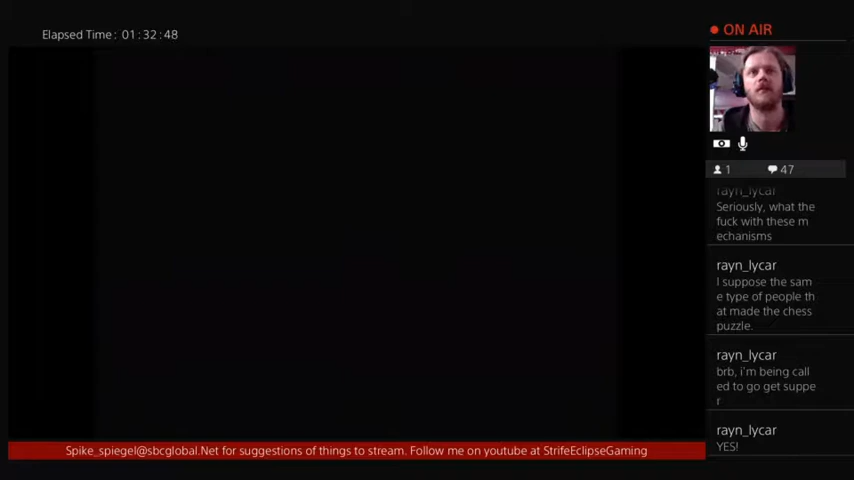 Elapsed Time : 01:32:48
ON AIR
1 47
rayn_lycar
Seriously, what the
fuck with these m
echanisms
rayn_lycar
I suppose the sam
e type of people th
at made the chess
puzzle.
rayn_lycar
brb, i'm being call
ed to go get suppe
r
rayn_lycar
YES!
Spike_spiegel@sbcglobal.Net for suggestions of things to stream. Follow me on youtube at StrifeEclipseGaming